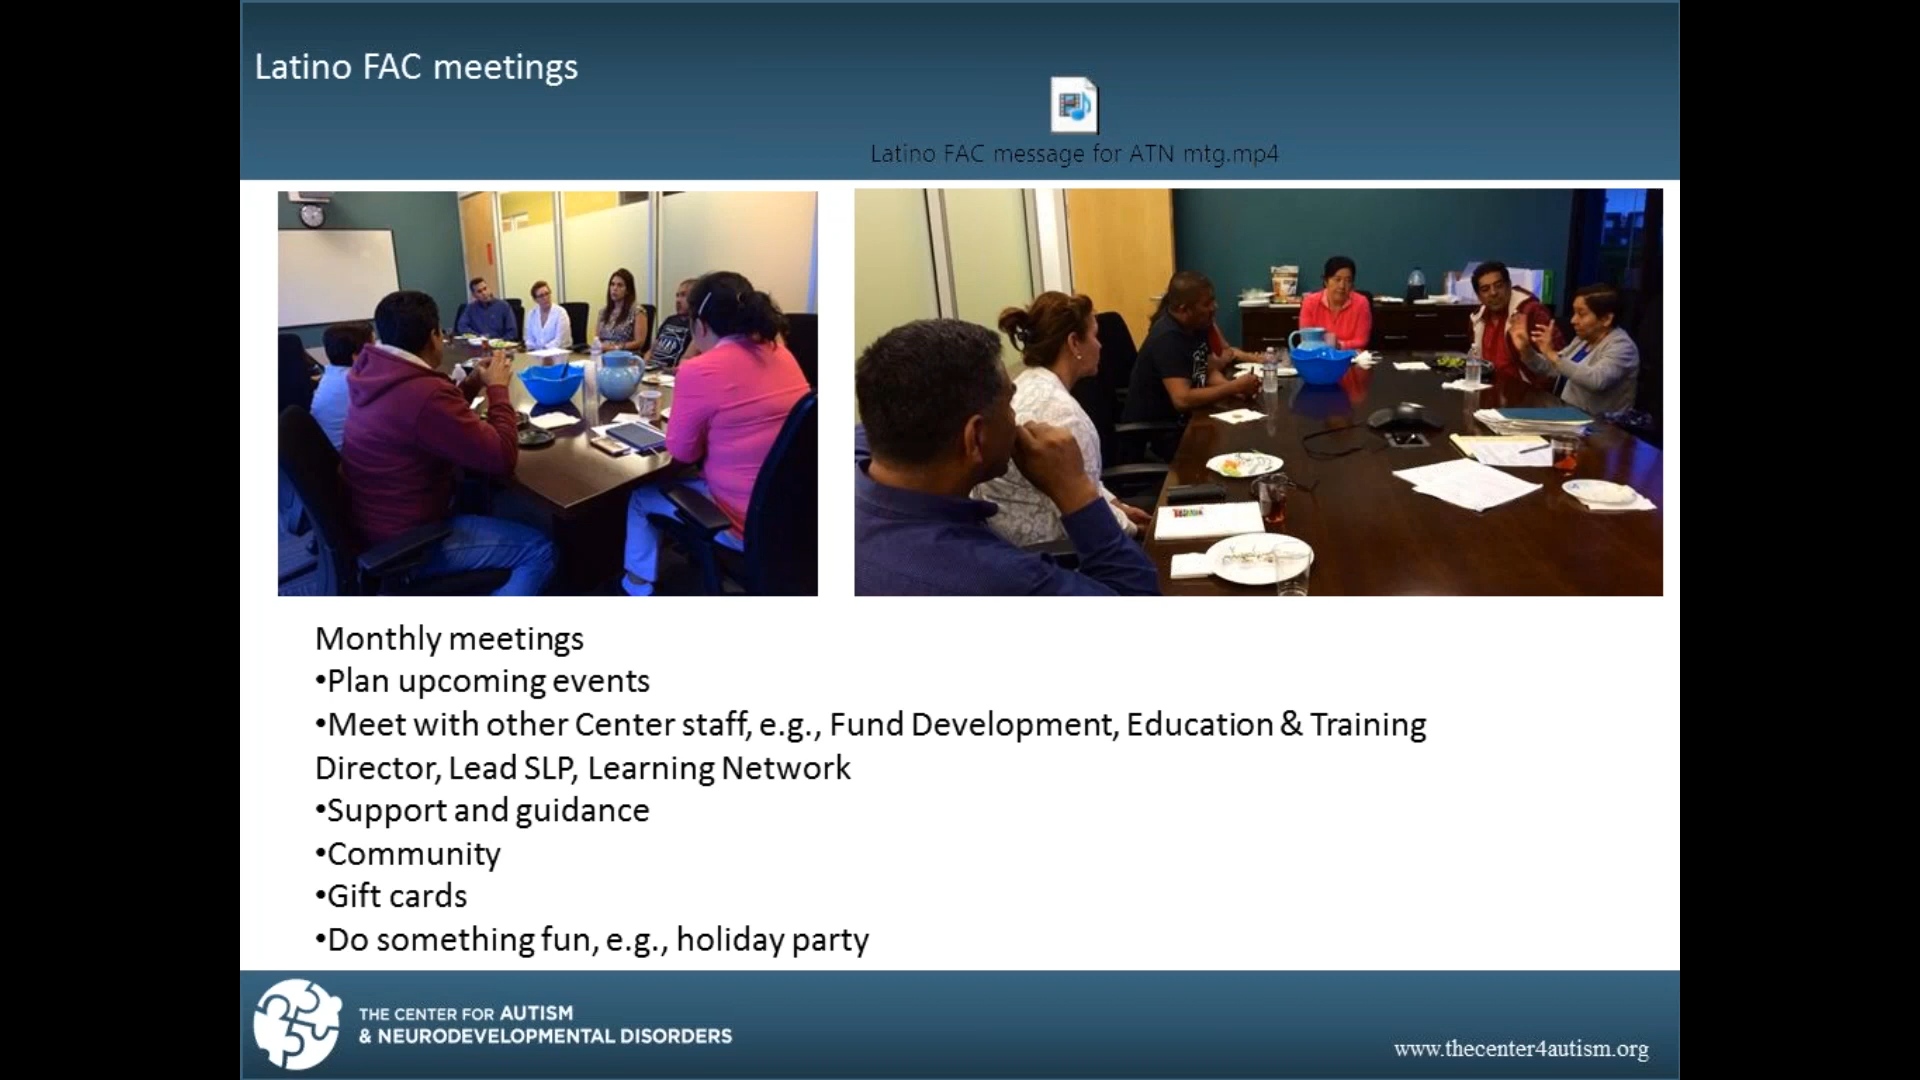 Latino FAC meetings
Latino FAC message for ATN mtg.mp4
Monthly meetings
•Plan upcoming events
•Meet with other Center staff, e.g., Fund Development, Education & Training
Director, Lead SLP, Learning Network
•Support and guidance
•Community
•Gift cards
•Do something fun, e.g., holiday party
THE CENTER FOR AUTISM
& NEURODEVELOPMENTAL DISORDERS
www.thecenter4autism.org